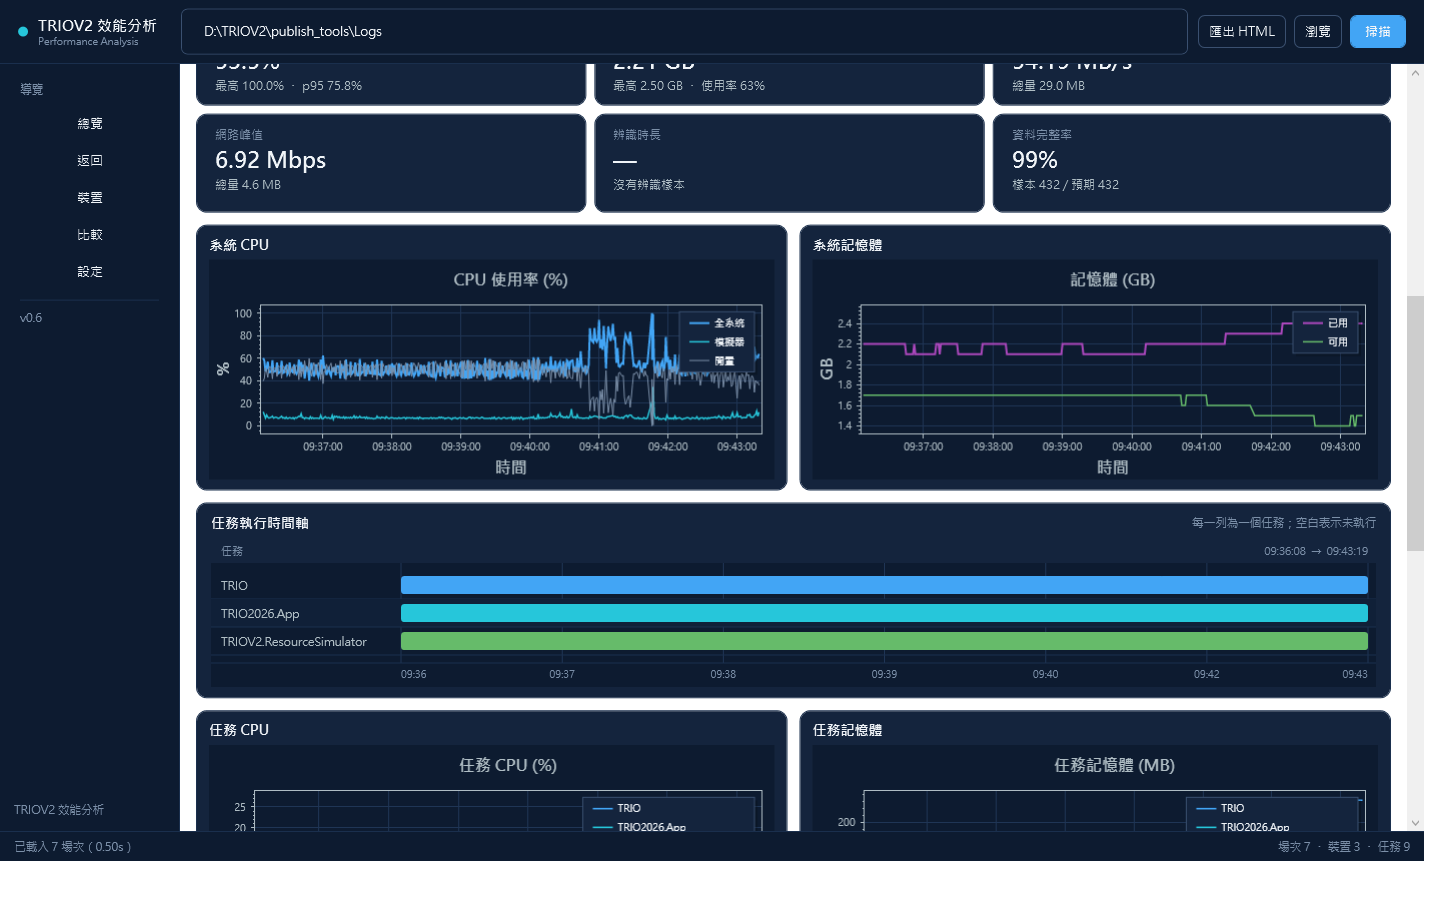 TRIOV2 效能分析
Performance Analysis
D:\TRIOV2\publish_tools\Logs
匯出 HTML
瀏覽
掃描
導覽
總覽
返回
裝置
比較
設定
v0.6
TRIOV2 效能分析
最高 100.0% · p95 75.8%
2.21 GB
最高 2.50 GB · 使用率 63%
總量 29.0 MB
網路峰值
6.92 Mbps
總量 4.6 MB
辨識時長
—
沒有辨識樣本
資料完整率
99%
樣本 432 / 預期 432
系統 CPU
CPU 使用率 (%)
100
80
60
40
20
0
%
全系統
模擬器
閒置
09:37:00 09:38:00 09:39:00 09:40:00 09:41:00 09:42:00 09:43:00
時間
系統記憶體
記憶體 (GB)
2.4
2.2
2
1.8
1.6
1.4
GB
已用
可用
09:37:00 09:38:00 09:39:00 09:40:00 09:41:00 09:42:00 09:43:00
時間
任務執行時間軸
每一列為一個任務；空白表示未執行
任務
09:36:08 → 09:43:19
TRIO
TRIO2026.App
TRIOV2.ResourceSimulator
09:36 09:37 09:38 09:39 09:40 09:42 09:43
任務 CPU
任務 CPU (%)
25
20
TRIO
TRIO2026.App
任務記憶體
任務記憶體 (MB)
200
TRIO
TRIO2026.App
已載入 7 場次 ( 0.50s )
場次 7 · 裝置 3 · 任務 9